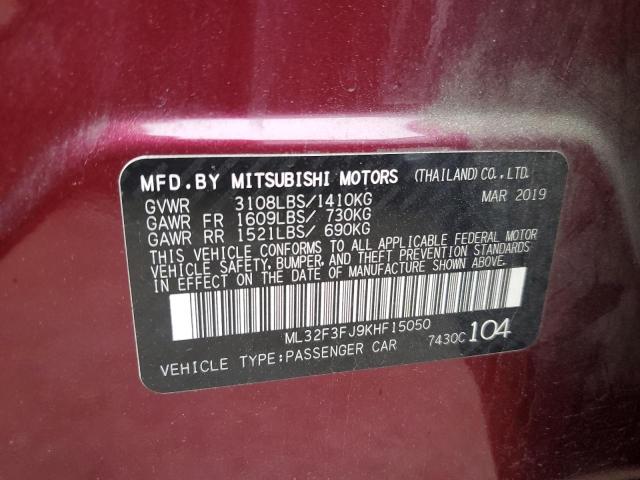 MFD.BY MITSUBISHI MOTORS (THAILAND)CO.,LTD.
GVWR 3108LBS/1410KG MAR 2019
GAWR FR 1609LBS/ 730KG
GAWR RR 1521LBS/ 690KG
THIS VEHICLE CONFORMS TO ALL APPLICABLE FEDERAL MOTOR
VEHICLE SAFETY, BUMPER, AND THEFT PREVENTION STANDARDS
IN EFFECT ON THE DATE OF MANUFACTURE SHOWN ABOVE.
ML32F3FJ9KHF15050
VEHICLE TYPE:PASSENGER CAR 7430C 104